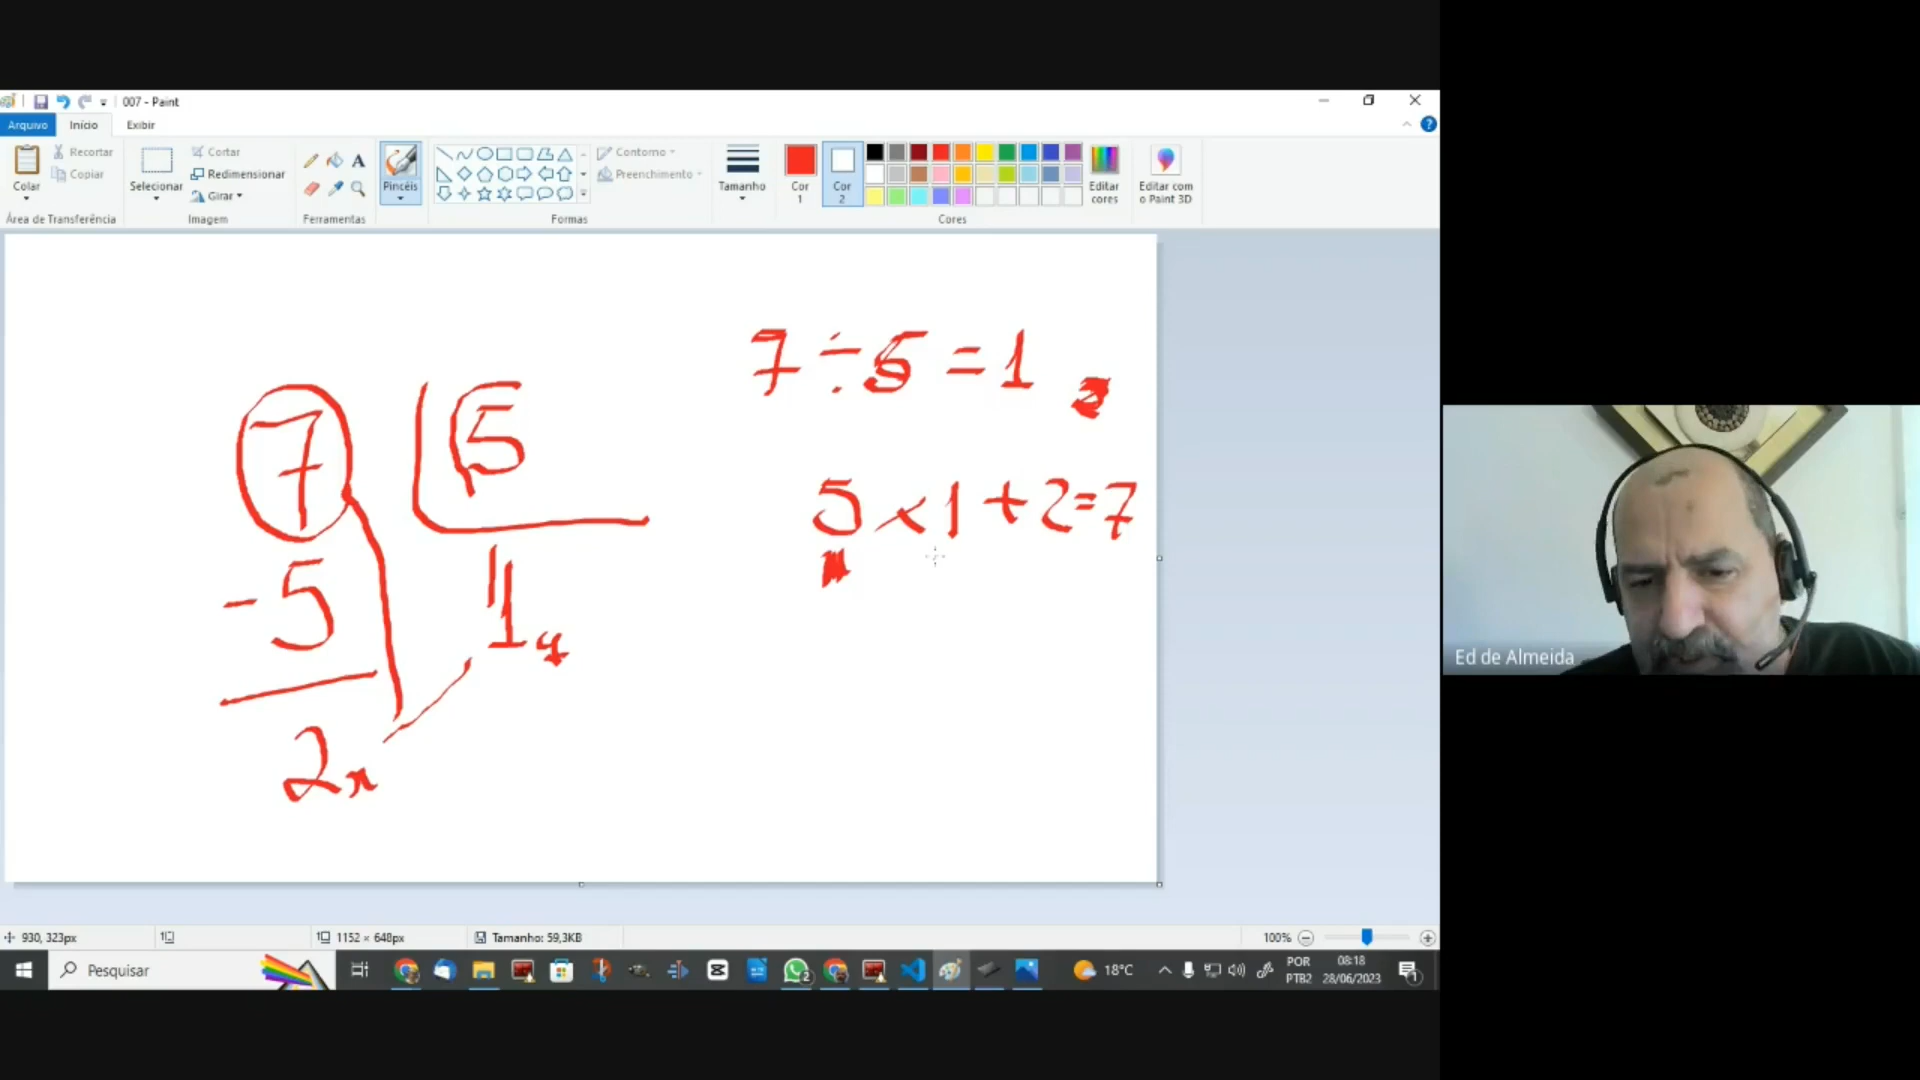 007 - Paint
Arquivo Início Exibir
Colar Recortar Copiar
Selecionar Cortar Redimensionar Girar
Pincéis
Contorno Preenchimento
Tamanho
Cor 1
Cor 2
Editar cores
Editar com o Paint 3D
Área de Transferência Imagem Ferramentas Formas Cores
7 ÷ 5 = 1
7 5
5 × 1 + 2 = 7
- 5 1
2
Ed de Almeida
930, 323px 1152 × 648px Tamanho: 59,3KB 100%
Pesquisar 2 18°C POR PTB2 08:18 28/06/2023 1